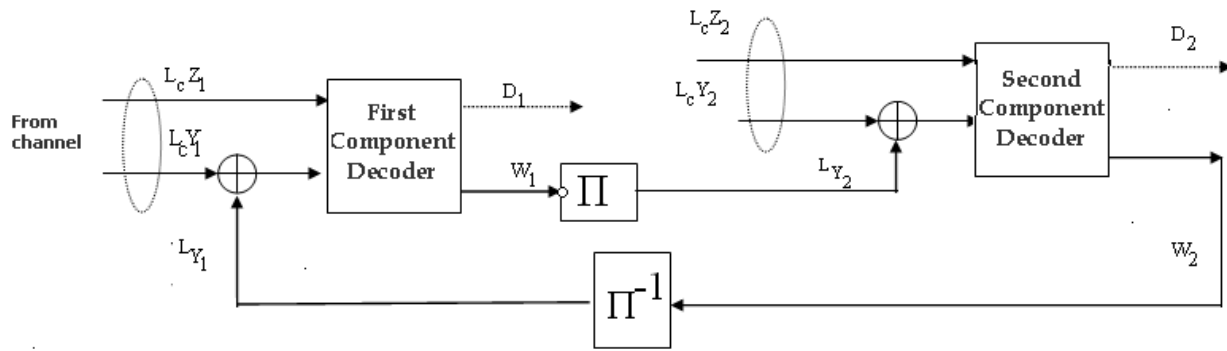 From
channel
LcZ1
LcY1
LY1
First
Component
Decoder
D1
W1
Π
LY2
LcZ2
LcY2
Second
Component
Decoder
D2
W2
Π-1